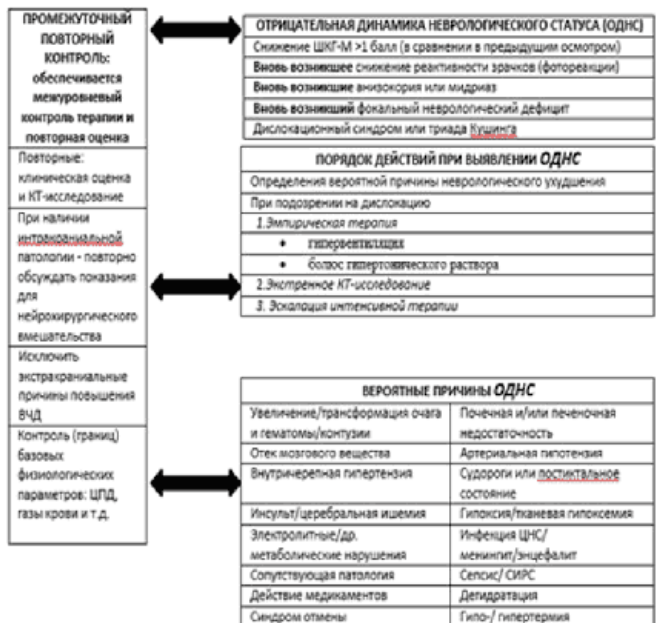 ПРОМЕЖУТОЧНЫЙ
ПОВТОРНЫЙ
КОНТРОЛЬ:
обеспечивается
межуровневый
контроль терапии и
повторная оценка
Повторные:
клиническая оценка
и КТ-исследование
При наличии
интракраниальной
патологии - повторно
обсуждать показания
для
нейрохирургического
вмешательства
Исключить
экстракраниальные
причины повышения
ВЧД
Контроль (границ)
базовых
физиологических
параметров: ЦПД,
газы крови и т.д.
ОТРИЦАТЕЛЬНАЯ ДИНАМИКА НЕВРОЛОГИЧЕСКОГО СТАТУСА (ОДНС)
Снижение ШКГ-М >1 балл (в сравнении в предыдущим осмотром)
Вновь возникшее снижение реактивности зрачков (фотореакции)
Вновь возникшие анизокория или мидриаз
Вновь возникший фокальный неврологический дефицит
Дислокационный синдром или триада Кушинга
ПОРЯДОК ДЕЙСТВИЙ ПРИ ВЫЯВЛЕНИИ ОДНС
Определения вероятной причины неврологического ухудшения
При подозрении на дислокацию
1.Эмпирическая терапия
• гипервентиляция
• болюс гипертонического раствора
2.Экстренное КТ-исследование
3. Эскалация интенсивной терапии
ВЕРОЯТНЫЕ ПРИЧИНЫ ОДНС
Увеличение/трансформация очага
и гематомы/контузии
Почечная и/или печеночная
недостаточность
Отек мозгового вещества
Артериальная гипотензия
Внутричерепная гипертензия
Судороги или постиктальное
состояние
Инсульт/церебральная ишемия
Гипоксия/тканевая гипоксемия
Электролитные/др.
метаболические нарушения
Инфекция ЦНС/
менингит/энцефалит
Сопутствующая патология
Сепсис/ СИРС
Действие медикаментов
Дегидратация
Синдром отмены
Гипо-/ гипертермия